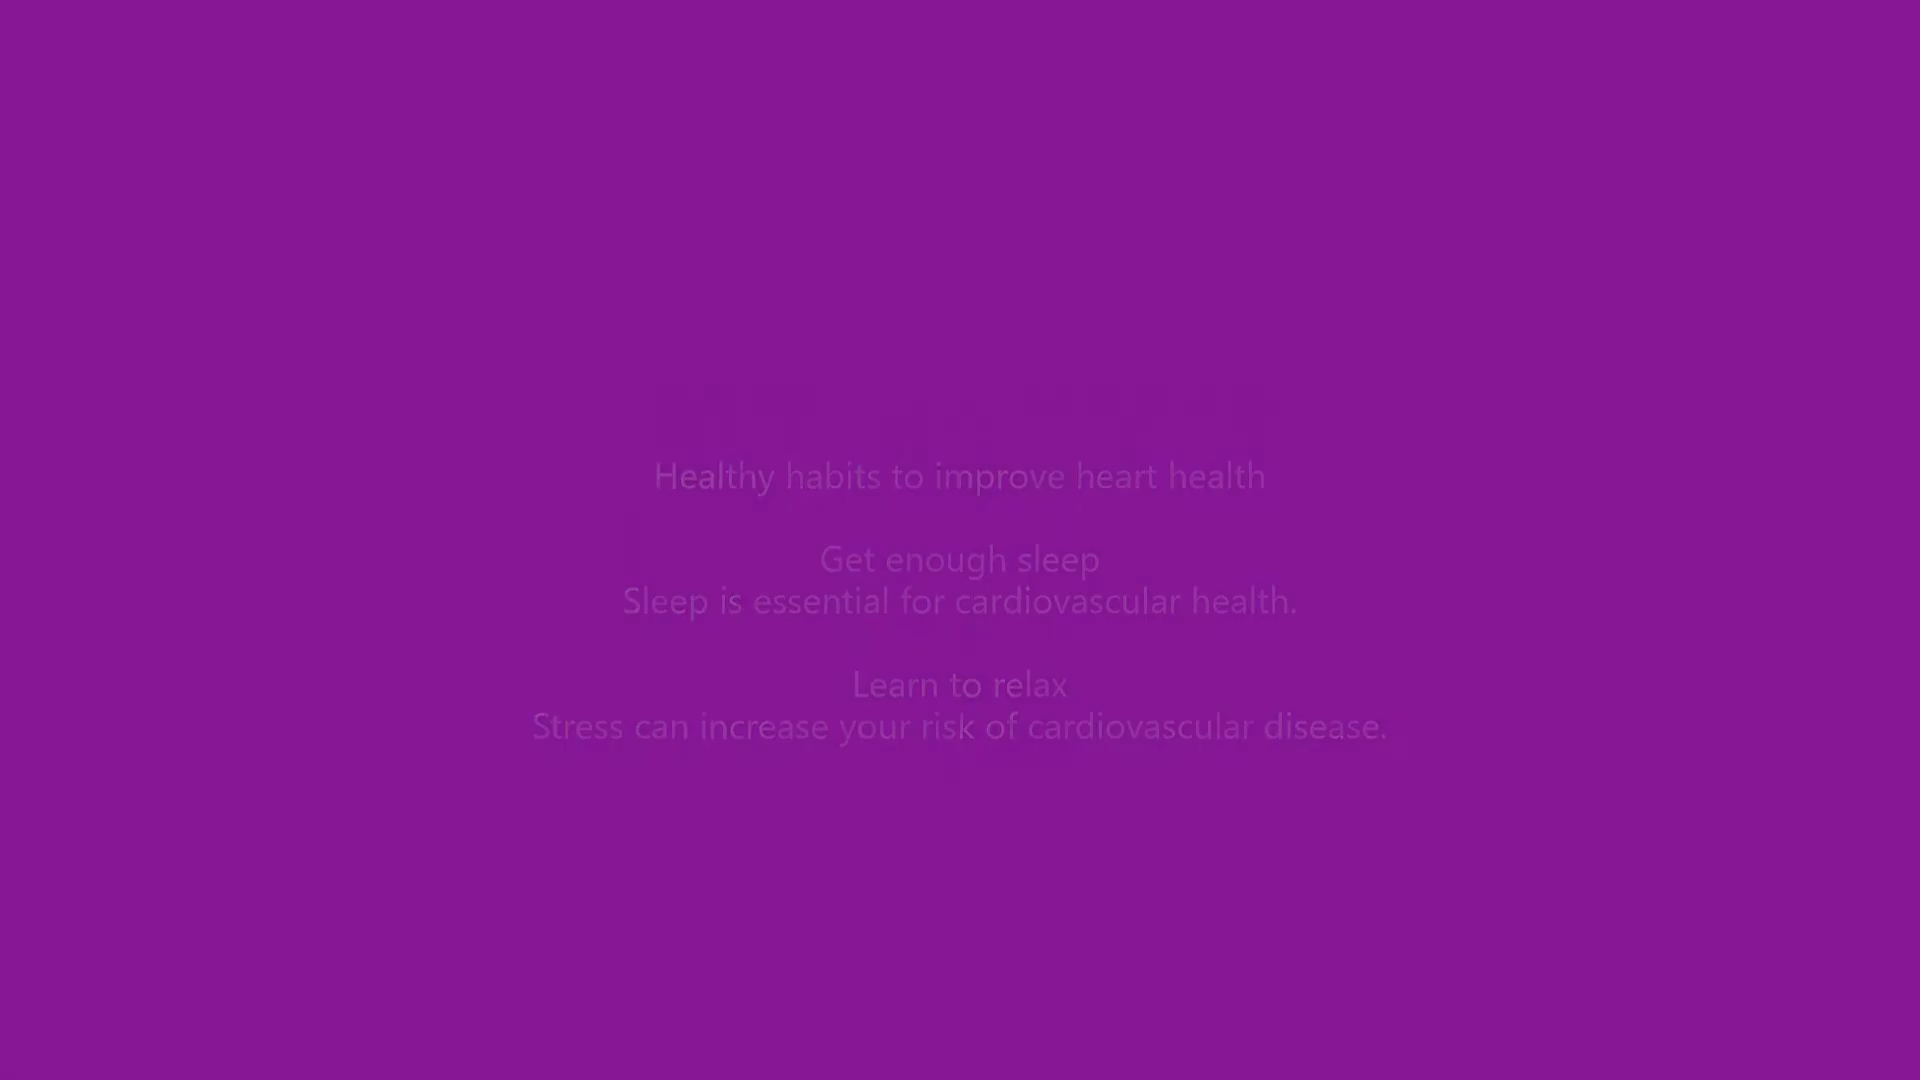 Healthy habits to improve heart health
Get enough sleep
Sleep is essential for cardiovascular health.
Learn to relax
Stress can increase your risk of cardiovascular disease.